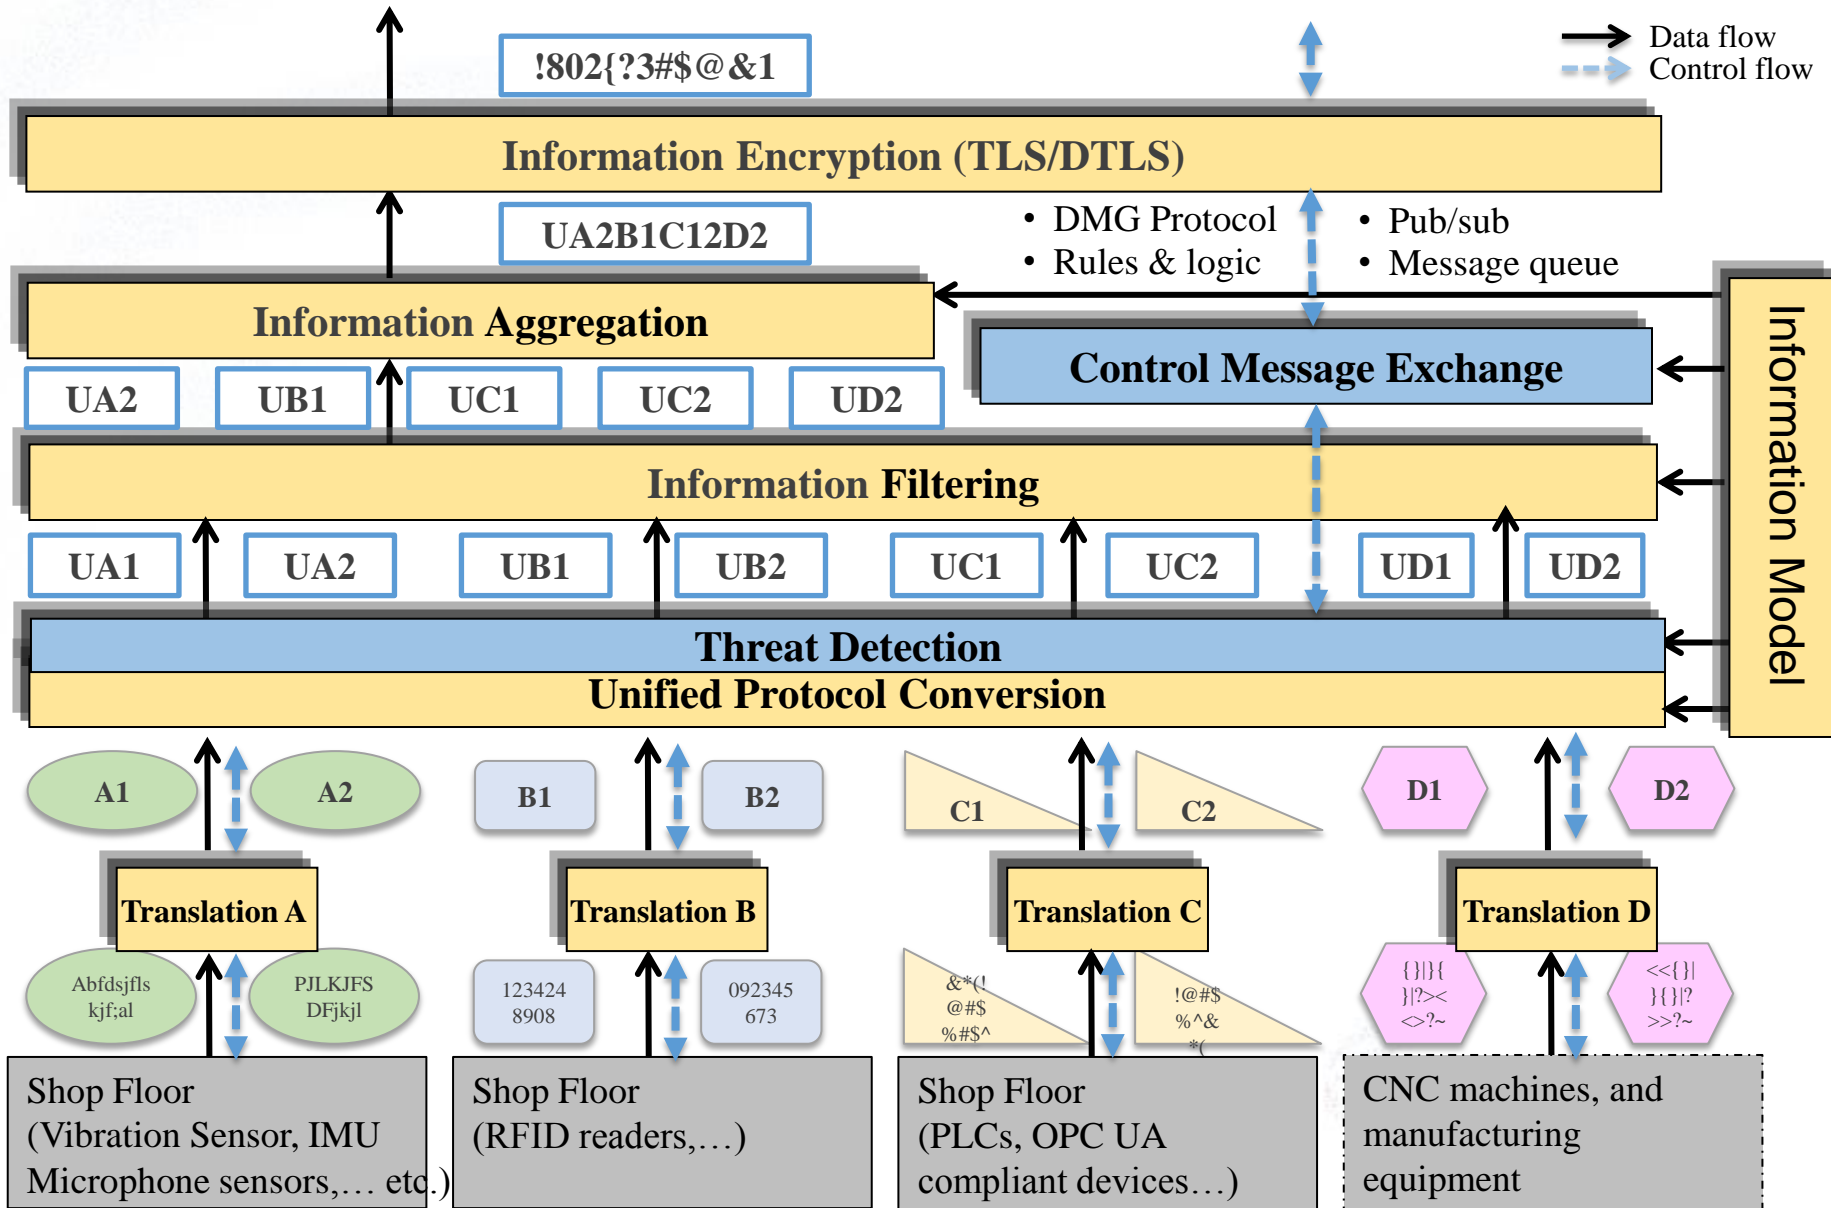 Data flow
Control flow
!802{?3#$@&1
Information Encryption (TLS/DTLS)
UA2B1C12D2
• DMG Protocol
• Rules & logic
• Pub/sub
• Message queue
Information Aggregation
Control Message Exchange
Information Model
UA2
UB1
UC1
UC2
UD2
Information Filtering
UA1
UA2
UB1
UB2
UC1
UC2
UD1
UD2
Threat Detection
Unified Protocol Conversion
A1
A2
B1
B2
C1
C2
D1
D2
Translation A
Translation B
Translation C
Translation D
Abfdsjfls
kjf;al
PJLKJFS
DFjkjl
123424
8908
092345
673
&*(!
@#$
%#$^
!@#$
%^&
*(
{}|}{
}|?><
<>?~
<<{}|
}{}|?
>>?~
Shop Floor
(Vibration Sensor, IMU
Microphone sensors,... etc.)
Shop Floor
(RFID readers,...)
Shop Floor
(PLCs, OPC UA
compliant devices...)
CNC machines, and
manufacturing
equipment